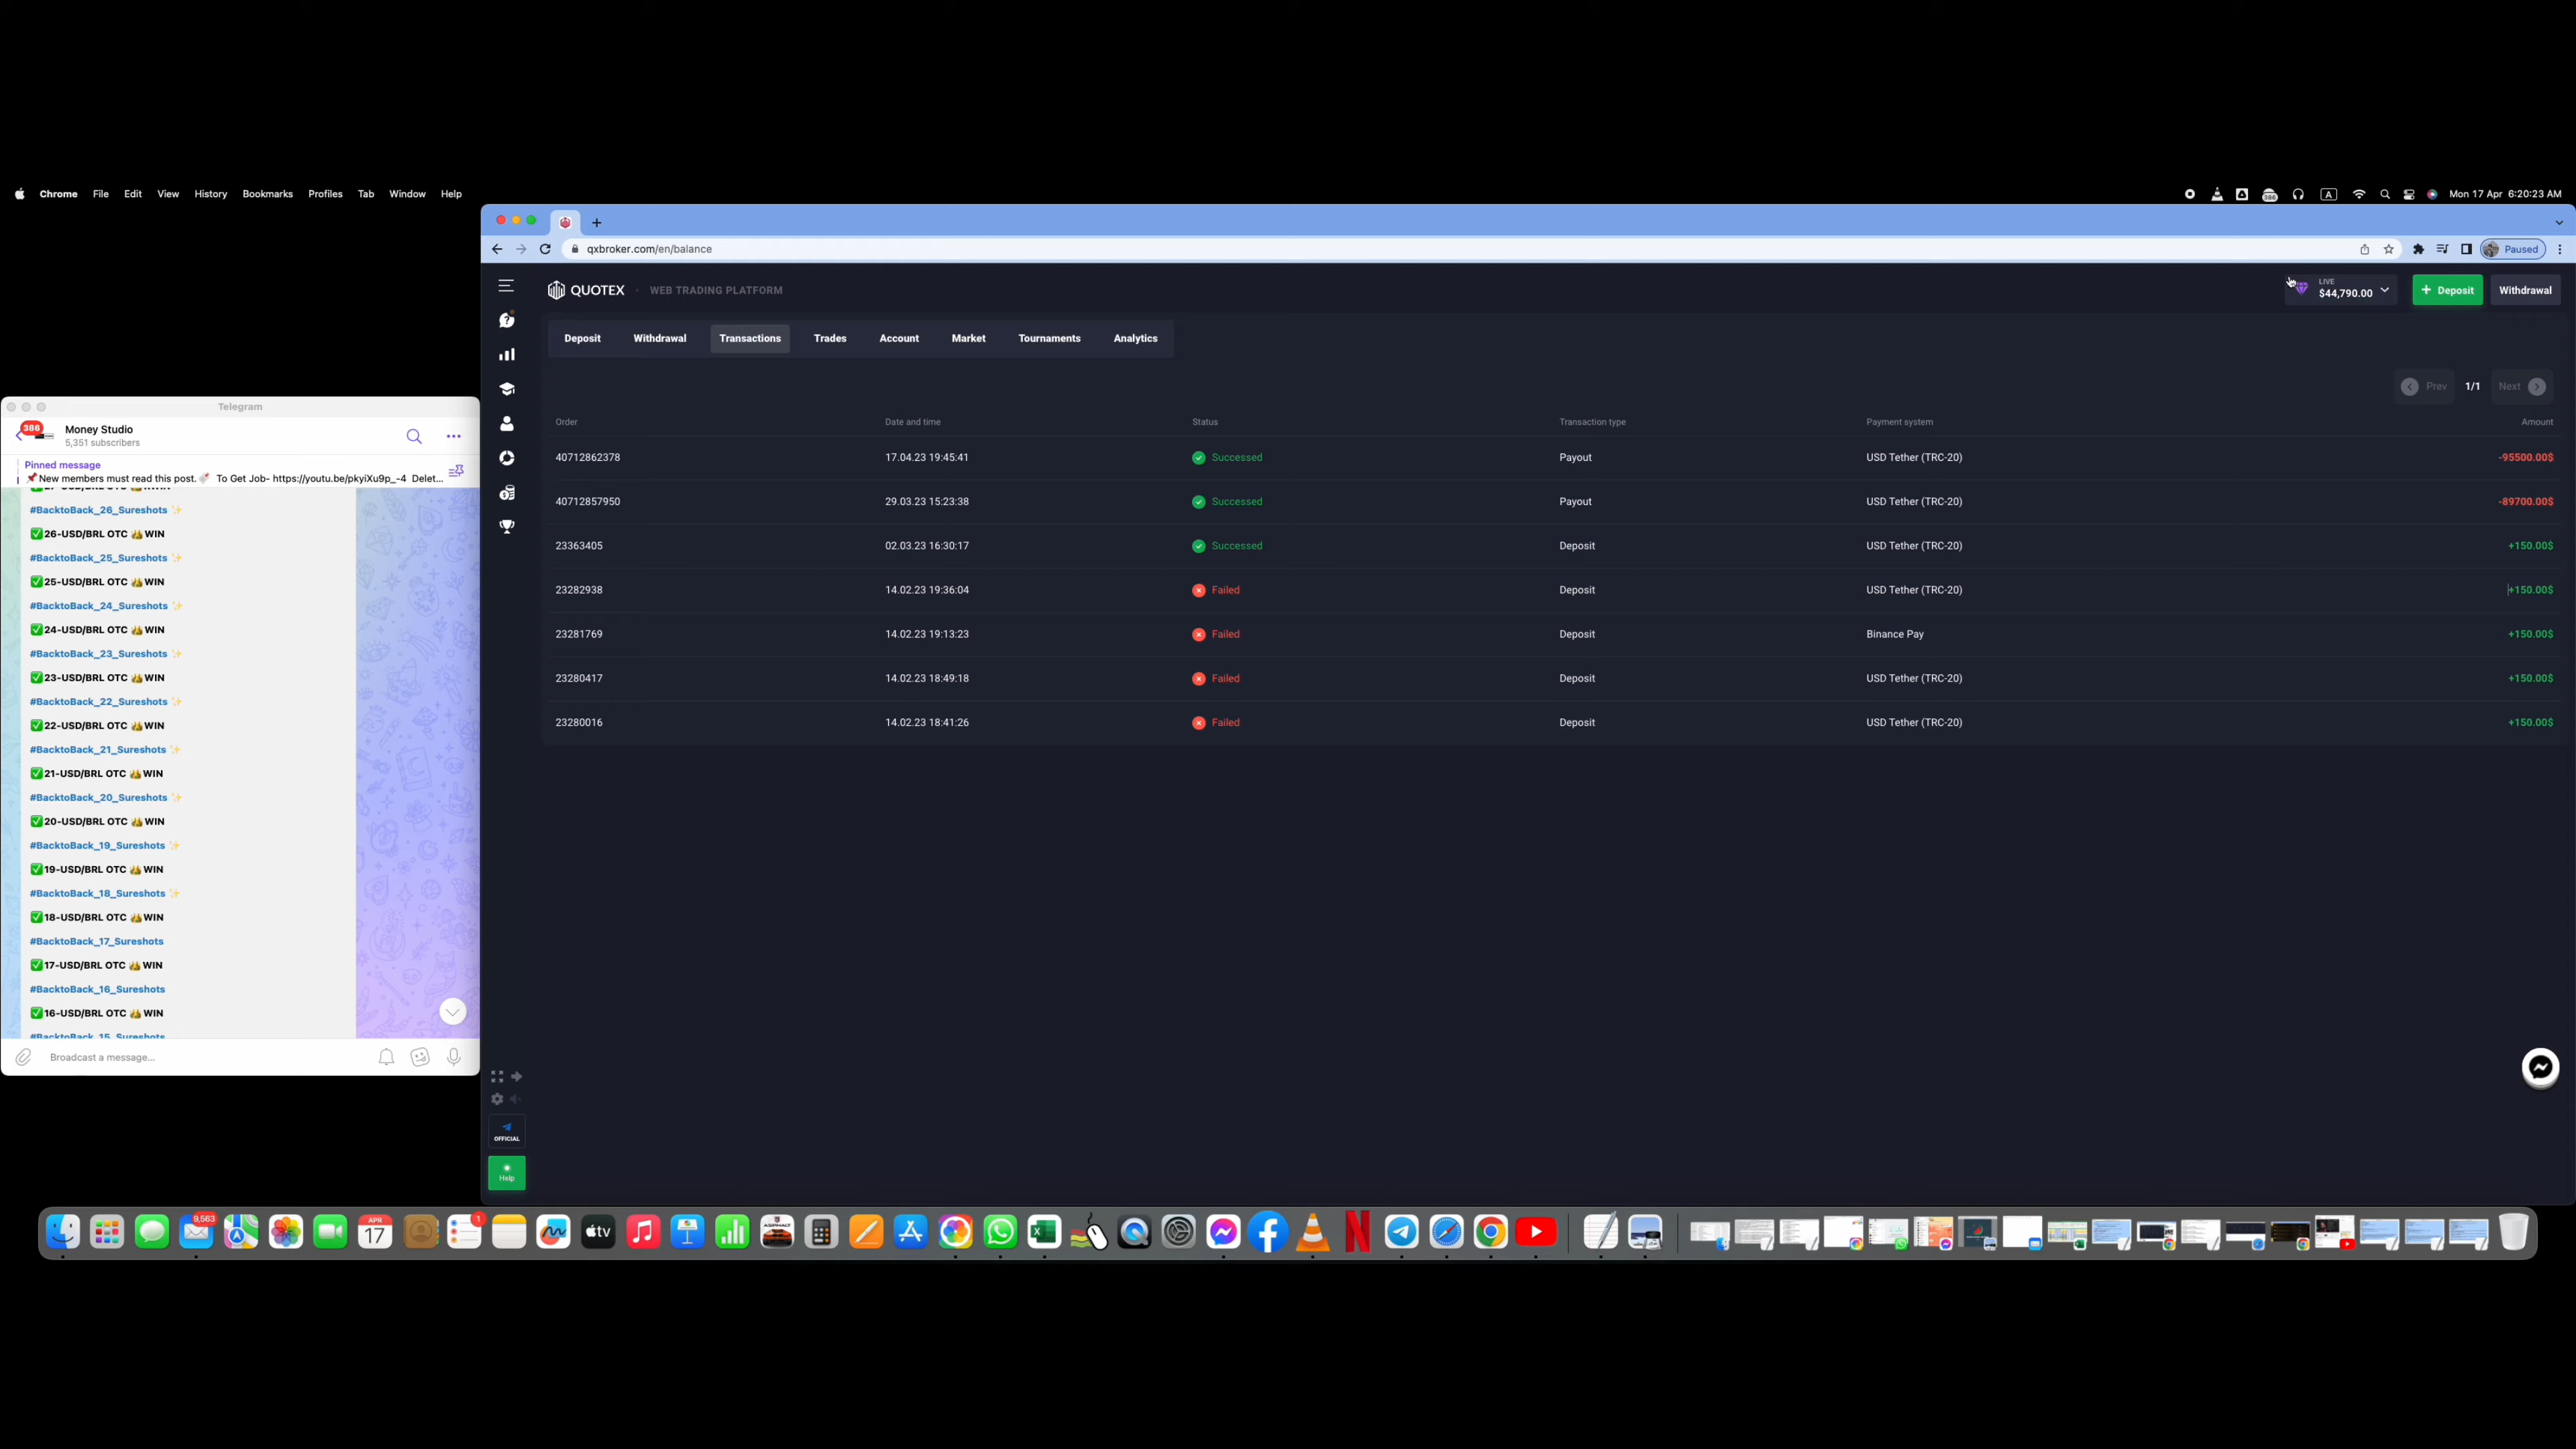 Chrome File Edit View History Bookmarks Profiles Tab Window Help
386 A Mon 17 Apr 6:20:23 AM
qxbroker.com/en/balance
Paused
QUOTEX · WEB TRADING PLATFORM
LIVE
$44,790.00
+ Deposit
Withdrawal
Deposit Withdrawal Transactions Trades Account Market Tournaments Analytics
Prev 1/1 Next
Order Date and time Status Transaction type Payment system Amount
40712862378 17.04.23 19:45:41 Successed Payout USD Tether (TRC-20) -95500.00$
40712857950 29.03.23 15:23:38 Successed Payout USD Tether (TRC-20) -89700.00$
23363405 02.03.23 16:30:17 Successed Deposit USD Tether (TRC-20) +150.00$
23282938 14.02.23 19:36:04 Failed Deposit USD Tether (TRC-20) +150.00$
23281769 14.02.23 19:13:23 Failed Deposit Binance Pay +150.00$
23280417 14.02.23 18:49:18 Failed Deposit USD Tether (TRC-20) +150.00$
23280016 14.02.23 18:41:26 Failed Deposit USD Tether (TRC-20) +150.00$
OFFICIAL
Help
Telegram
386
Money Studio
5,351 subscribers
Pinned message
📌New members must read this post.🚀 To Get Job- https://youtu.be/pkyiXu9p_-4 Delet...
#BacktoBack_26_Sureshots ✨
✅26-USD/BRL OTC 👑WIN
#BacktoBack_25_Sureshots ✨
✅25-USD/BRL OTC 👑WIN
#BacktoBack_24_Sureshots ✨
✅24-USD/BRL OTC 👑WIN
#BacktoBack_23_Sureshots ✨
✅23-USD/BRL OTC 👑WIN
#BacktoBack_22_Sureshots ✨
✅22-USD/BRL OTC 👑WIN
#BacktoBack_21_Sureshots ✨
✅21-USD/BRL OTC 👑WIN
#BacktoBack_20_Sureshots ✨
✅20-USD/BRL OTC 👑WIN
#BacktoBack_19_Sureshots ✨
✅19-USD/BRL OTC 👑WIN
#BacktoBack_18_Sureshots ✨
✅18-USD/BRL OTC 👑WIN
#BacktoBack_17_Sureshots
✅17-USD/BRL OTC 👑WIN
#BacktoBack_16_Sureshots
✅16-USD/BRL OTC 👑WIN
#BacktoBack_15_Sureshots
Broadcast a message...
9,563
APR
17
1
tv
ASPHALT